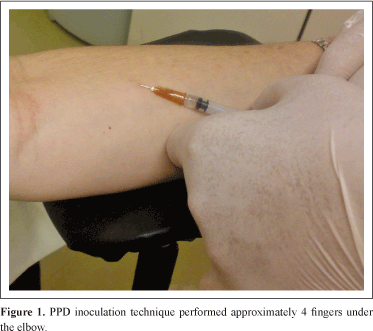 Figure 1. PPD inoculation technique performed approximately 4 fingers under
the elbow.